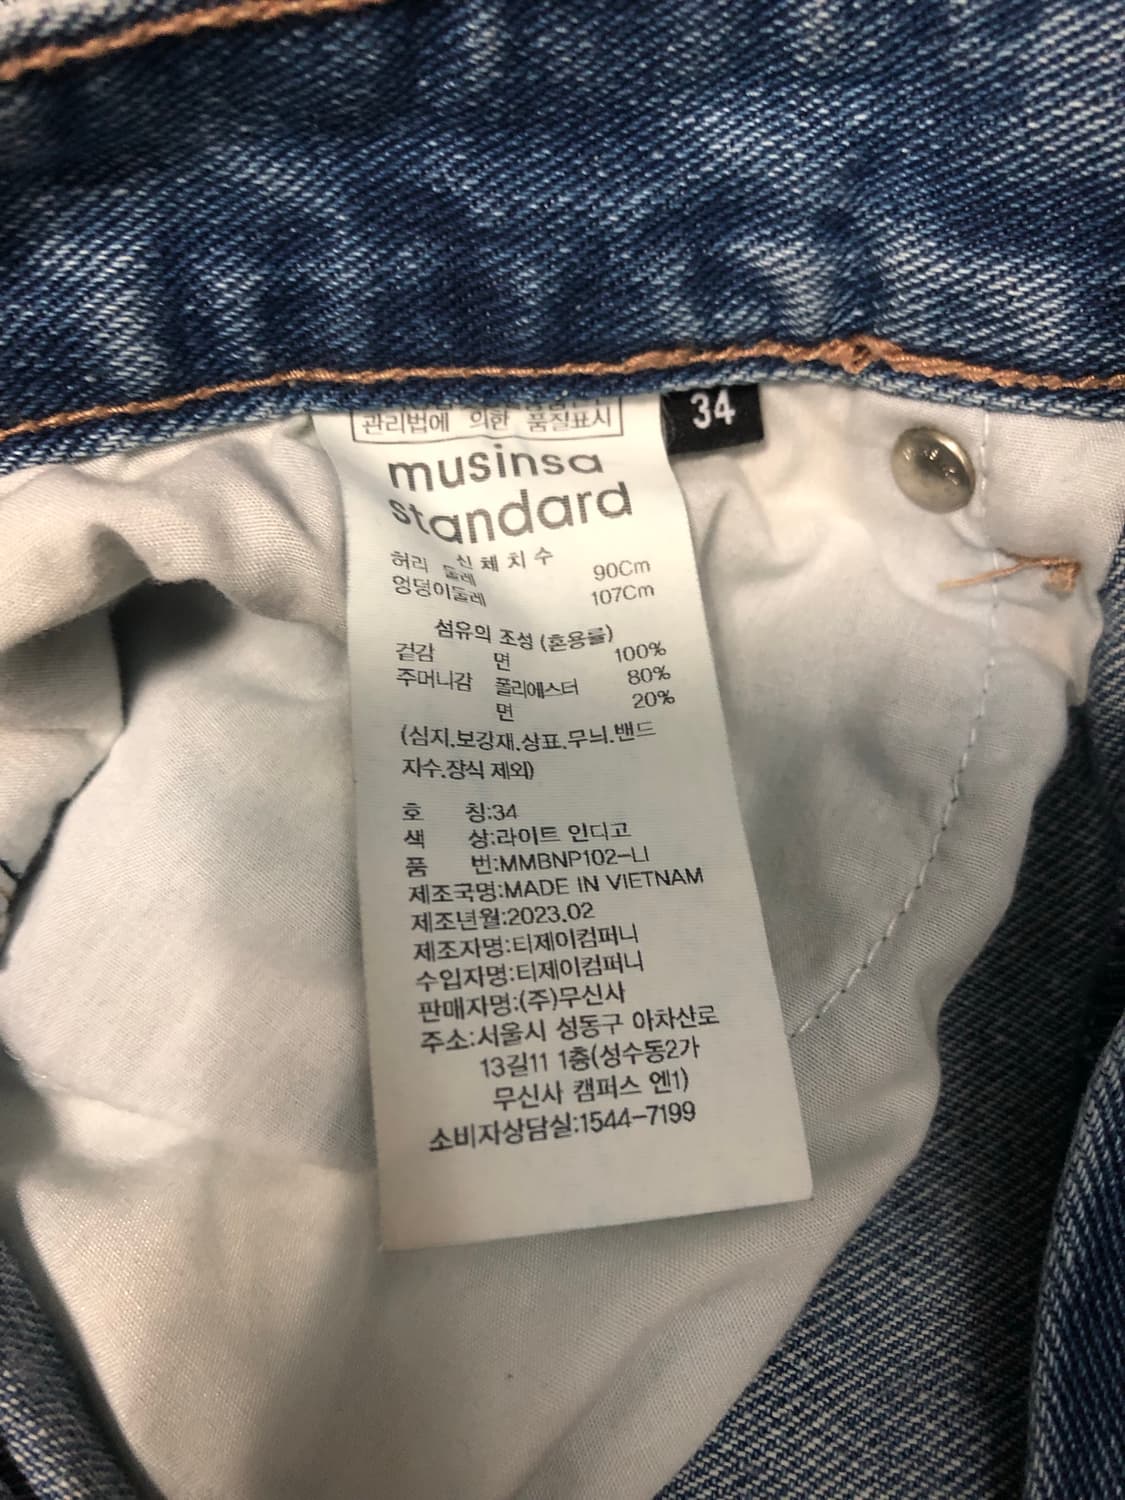 관리법에 의한 품질표시
34
musinsa
standard
신 체 치 수
허리 둘레 90Cm
엉덩이둘레 107Cm
섬유의 조성 (혼용률)
겉감 면 100%
주머니감 폴리에스터 80%
면 20%
(심지.보강재.상표.무늬.밴드
지수.장식 제외)
호 칭:34
색 상:라이트 인디고
품 번:MMBNP102-LI
제조국명:MADE IN VIETNAM
제조년월:2023.02
제조자명:티제이컴퍼니
수입자명:티제이컴퍼니
판매자명:(주)무신사
주소:서울시 성동구 아차산로
13길11 1층(성수동2가
무신사 캠퍼스 엔1)
소비자상담실:1544-7199